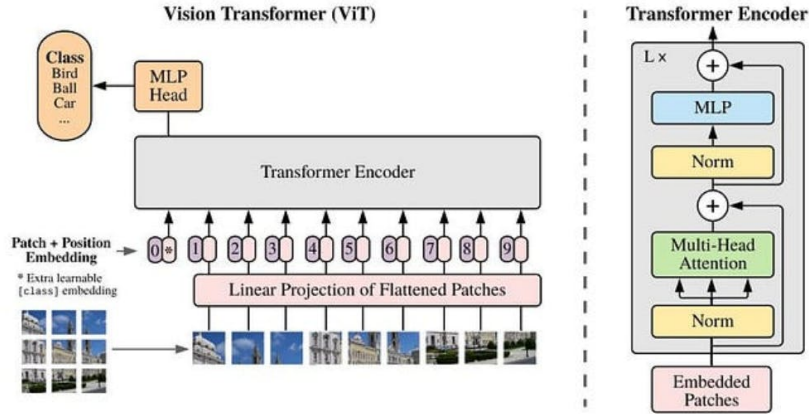 Vision Transformer (ViT)
Class
Bird
Ball
Car
...
MLP
Head
Transformer Encoder
Patch + Position
Embedding
0 * 1 2 3 4 5 6 7 8 9
* Extra learnable
[class] embedding
Linear Projection of Flattened Patches
Transformer Encoder
L ×
+
MLP
Norm
+
Multi-Head
Attention
Norm
Embedded
Patches